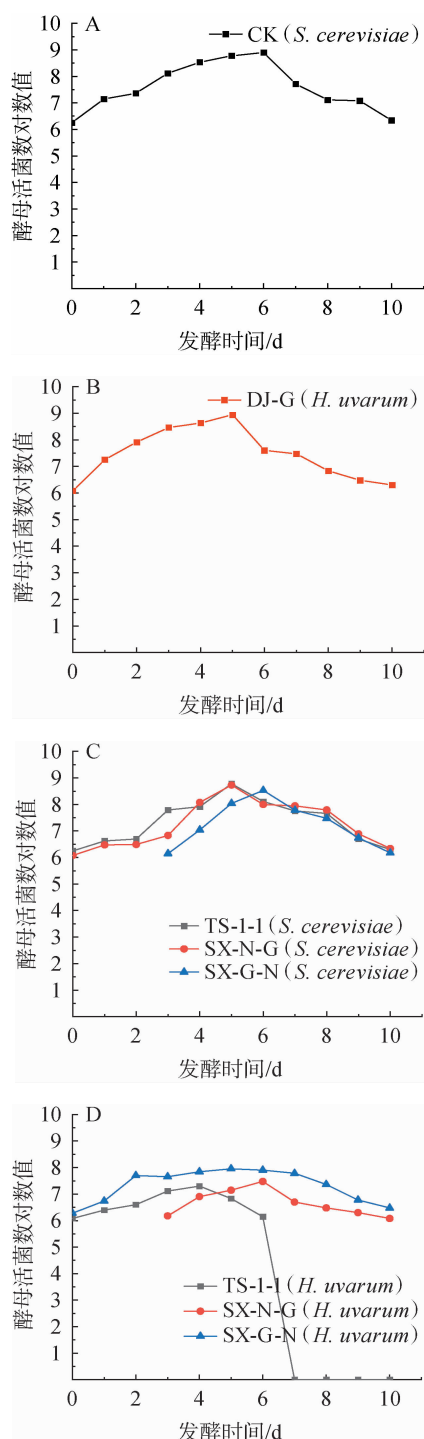 A
CK（S. cerevisiae）
10
9
8
7
6
5
4
3
2
1
酵母活菌数对数值
0 2 4 6 8 10
发酵时间/d
B
DJ-G（H. uvarum）
10
9
8
7
6
5
4
3
2
1
酵母活菌数对数值
0 2 4 6 8 10
发酵时间/d
C
10
9
8
7
6
5
4
3
2
1
酵母活菌数对数值
TS-1-1（S. cerevisiae）
SX-N-G（S. cerevisiae）
SX-G-N（S. cerevisiae）
0 2 4 6 8 10
发酵时间/d
D
10
9
8
7
6
5
4
3
2
1
酵母活菌数对数值
TS-1-1（H. uvarum）
SX-N-G（H. uvarum）
SX-G-N（H. uvarum）
0 2 4 6 8 10
发酵时间/d